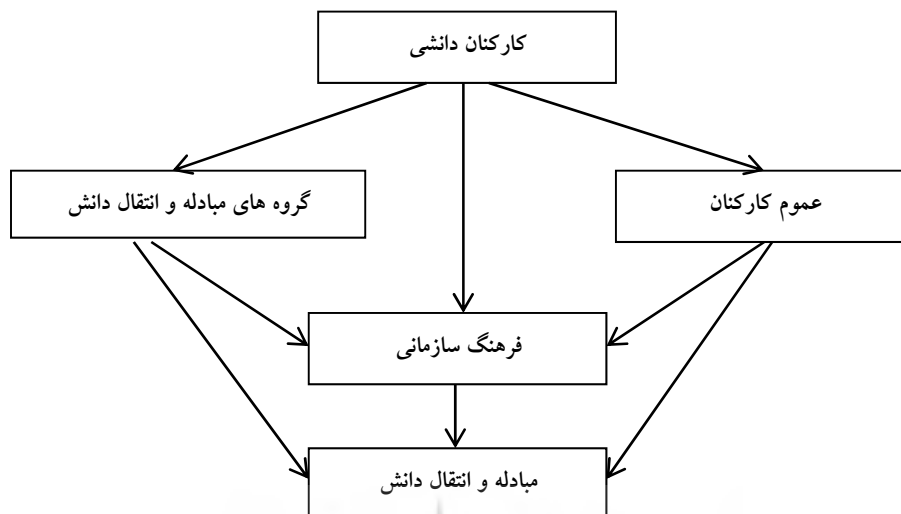 کارکنان دانشی
عموم کارکنان
گروه های مبادله و انتقال دانش
فرهنگ سازمانی
مبادله و انتقال دانش